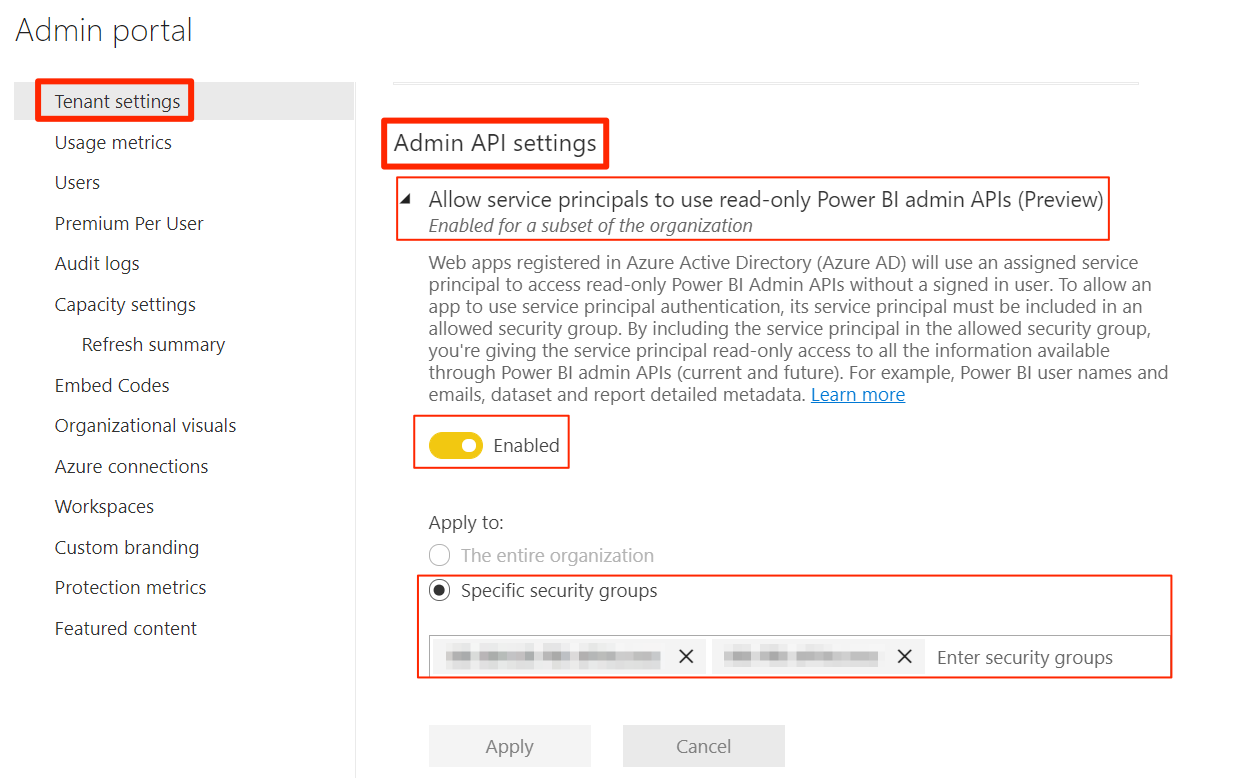 Admin portal
Tenant settings
Usage metrics
Users
Premium Per User
Audit logs
Capacity settings
Refresh summary
Embed Codes
Organizational visuals
Azure connections
Workspaces
Custom branding
Protection metrics
Featured content
Admin API settings
Allow service principals to use read-only Power BI admin APIs (Preview)
Enabled for a subset of the organization
Web apps registered in Azure Active Directory (Azure AD) will use an assigned service
principal to access read-only Power BI Admin APIs without a signed in user. To allow an
app to use service principal authentication, its service principal must be included in an
allowed security group. By including the service principal in the allowed security group,
you're giving the service principal read-only access to all the information available
through Power BI admin APIs (current and future). For example, Power BI user names and
emails, dataset and report detailed metadata. Learn more
Enabled
Apply to:
The entire organization
Specific security groups
Enter security groups
Apply Cancel